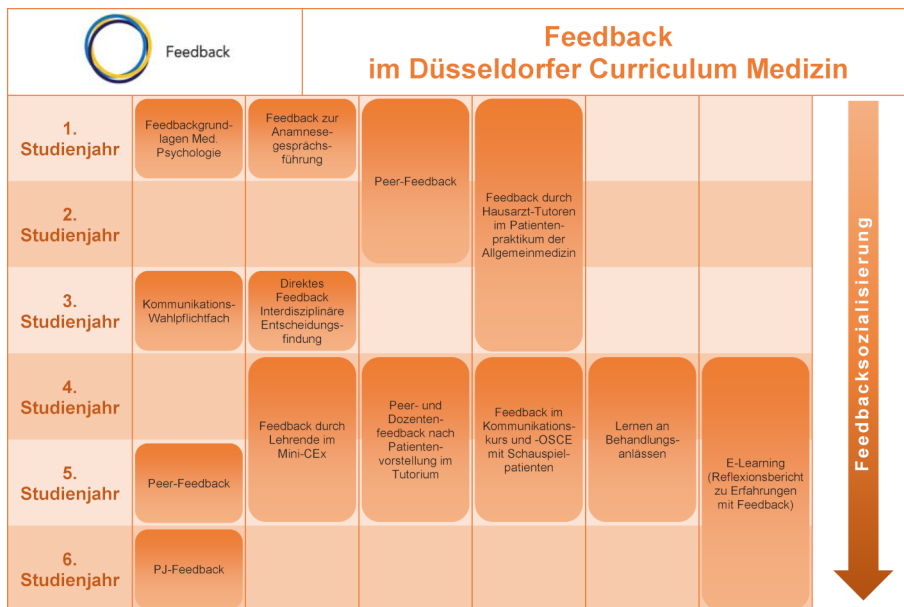 Feedback
Feedback
im Düsseldorfer Curriculum Medizin
1.
Studienjahr
Feedbackgrund-
lagen Med.
Psychologie
Feedback zur
Anamnese-
gesprächs-
führung
Peer-Feedback
Feedback durch
Hausarzt-Tutoren
im Patienten-
praktikum der
Allgemeinmedizin
2.
Studienjahr
3.
Studienjahr
Kommunikations-
Wahlpflichtfach
Direktes
Feedback
Interdisziplinäre
Entscheidungs-
findung
4.
Studienjahr
Feedback durch
Lehrende im
Mini-CEx
Peer- und
Dozenten-
feedback nach
Patienten-
vorstellung im
Tutorium
Feedback im
Kommunikations-
kurs und -OSCE
mit Schauspiel-
patienten
Lernen an
Behandlungs-
anlässen
E-Learning
(Reflexionsbericht
zu Erfahrungen
mit Feedback)
5.
Studienjahr
Peer-Feedback
6.
Studienjahr
PJ-Feedback
Feedbacksozialisierung